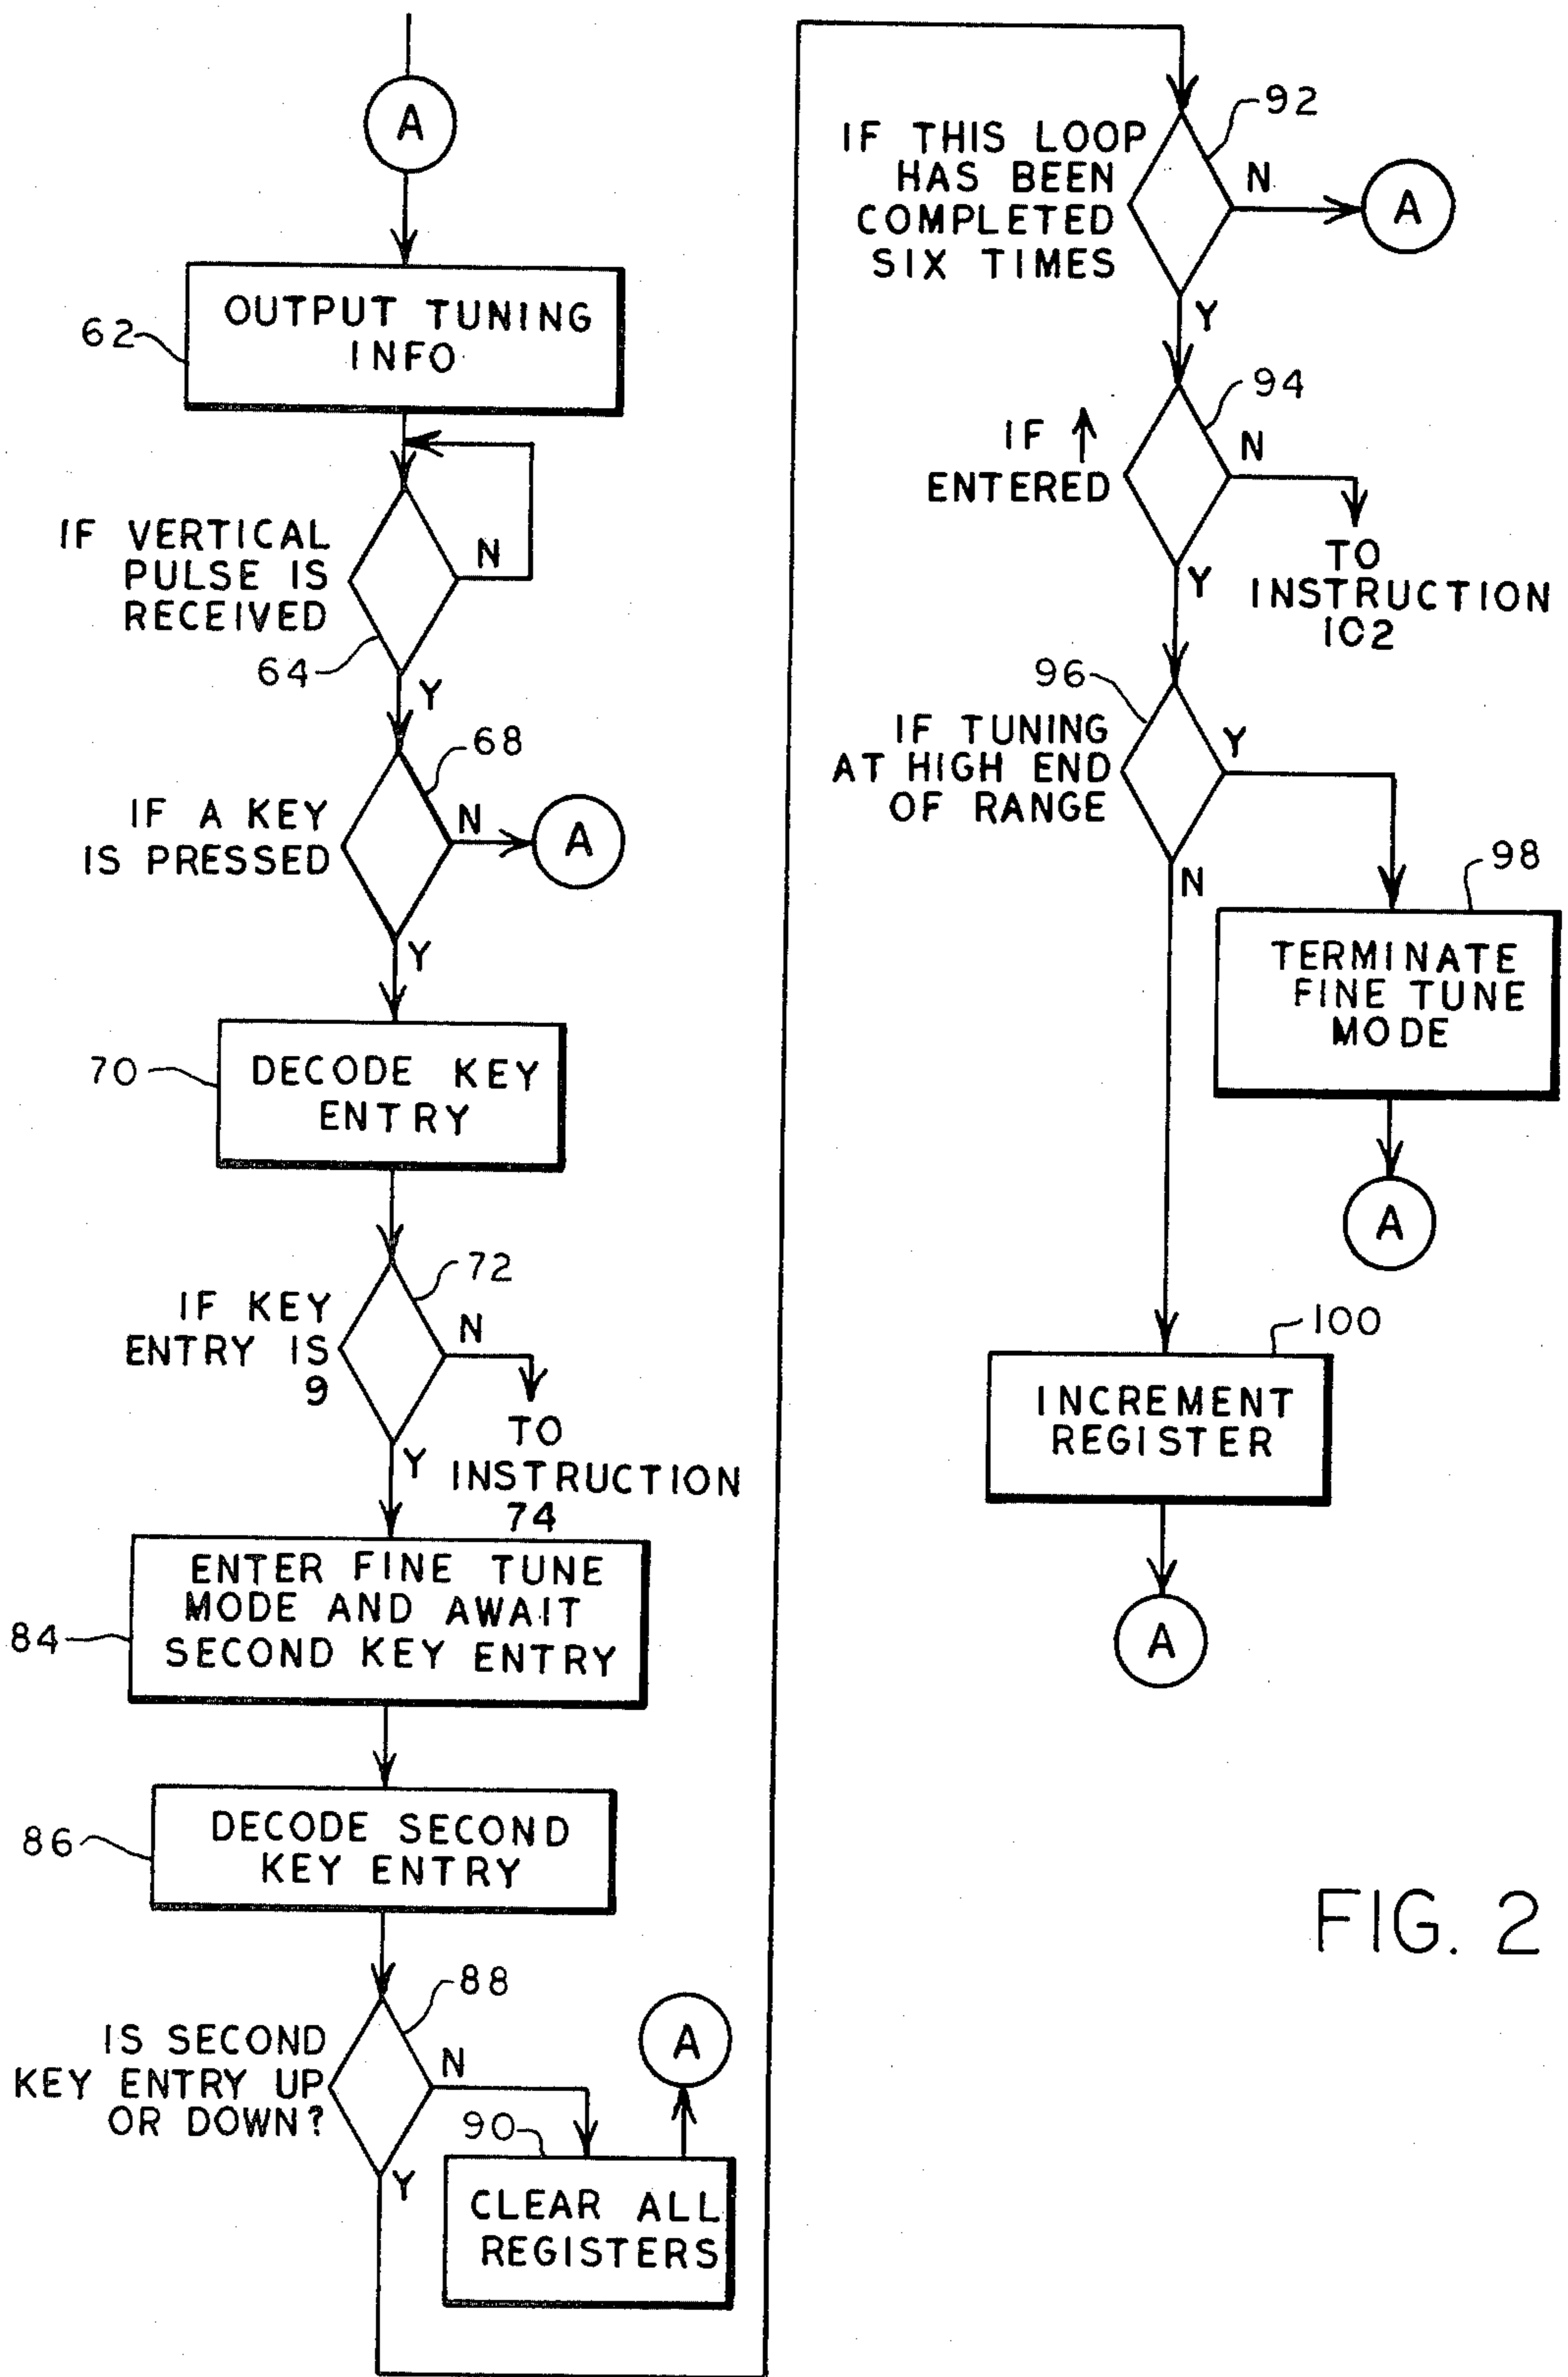 A
OUTPUT TUNING
INFO
62
IF VERTICAL
PULSE IS
RECEIVED
N
64
Y
68
IF A KEY
IS PRESSED
N
A
Y
70
DECODE KEY
ENTRY
72
IF KEY
ENTRY IS
9
N
TO
INSTRUCTION
74
Y
ENTER FINE TUNE
MODE AND AWAIT
SECOND KEY ENTRY
84
DECODE SECOND
KEY ENTRY
86
88
IS SECOND
KEY ENTRY UP
OR DOWN?
N
A
90
Y
CLEAR ALL
REGISTERS
92
IF THIS LOOP
HAS BEEN
COMPLETED
SIX TIMES
N
A
Y
94
IF ↑
ENTERED
N
TO
INSTRUCTION
102
Y
96
IF TUNING
AT HIGH END
OF RANGE
Y
N
98
TERMINATE
FINE TUNE
MODE
A
100
INCREMENT
REGISTER
A
FIG. 2